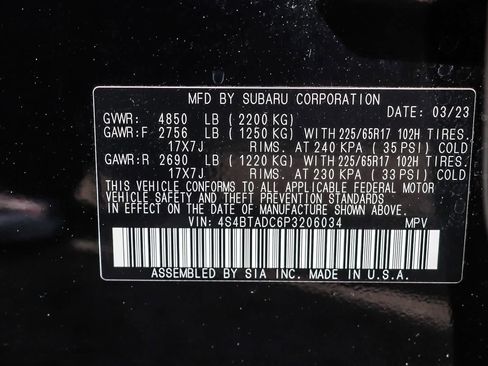 MFD BY SUBARU CORPORATION
DATE: 03/23
GVWR: 4850 LB (2200 KG)
GAWR:F 2756 LB (1250 KG) WITH 225/65R17 102H TIRES.
17X7J RIMS. AT 240 KPA (35 PSI) COLD
GAWR:R 2690 LB (1220 KG) WITH 225/65R17 102H TIRES.
17X7J RIMS. AT 230 KPA (33 PSI) COLD
THIS VEHICLE CONFORMS TO ALL APPLICABLE FEDERAL MOTOR
VEHICLE SAFETY AND THEFT PREVENTION STANDARDS
IN EFFECT ON THE DATE OF MANUFACTURE SHOWN ABOVE.
VIN: 4S4BTADC6P3206034 MPV
ASSEMBLED BY SIA INC. MADE IN U.S.A.